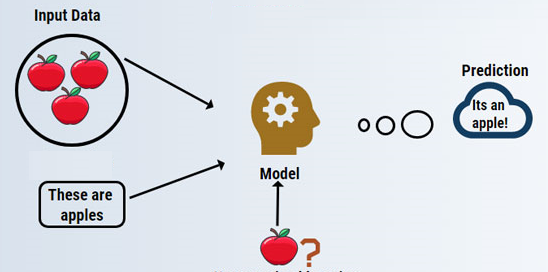 Input Data
These are
apples
Model
?
Prediction
Its an
apple!